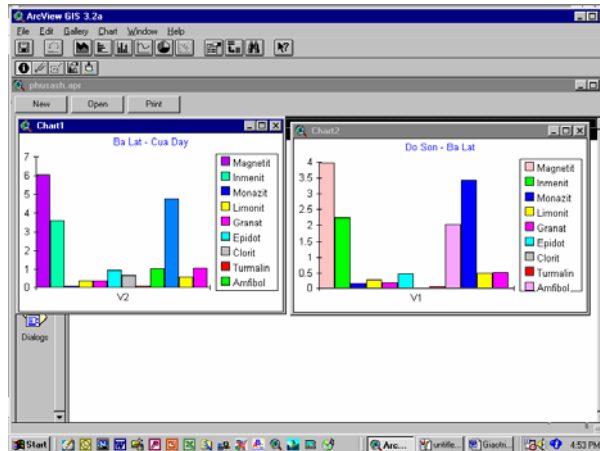 ArcView GIS 3.2a
File Edit Gallery Chart Window Help
phusash.apr
New Open Print
Chart1
Ba Lat - Cua Day
7
6
5
4
3
2
1
0
V2
Magnetit
Inmenit
Monazit
Limonit
Granat
Epidot
Clorit
Turmalin
Amfibol
Chart2
Do Son - Ba Lat
4
3.5
3
2.5
2
1.5
1
0.5
0
V1
Magnetit
Inmenit
Monazit
Limonit
Granat
Epidot
Clorit
Turmalin
Amfibol
Dialogs
Start Arc... untitle... Giaotri... 4:53 PM